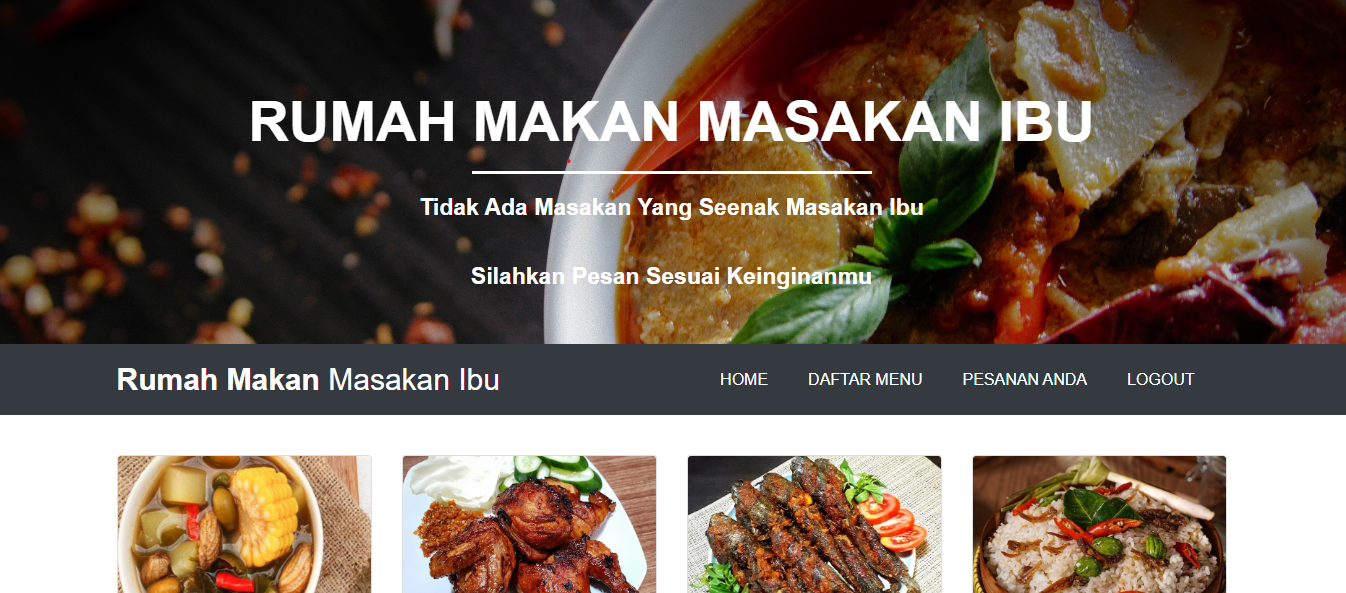 RUMAH MAKAN MASAKAN IBU
Tidak Ada Masakan Yang Seenak Masakan Ibu
Silahkan Pesan Sesuai Keinginanmu
Rumah Makan Masakan Ibu
HOME
DAFTAR MENU
PESANAN ANDA
LOGOUT